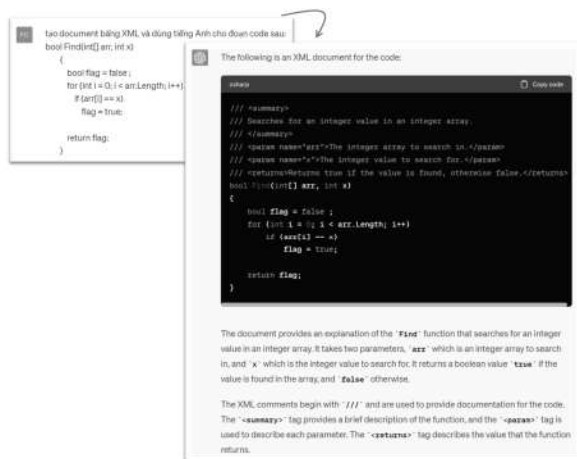 tạo document bằng XML và dùng tiếng Anh cho đoạn code sau:
bool Find(int[] arr, int x)
{
bool flag = false ;
for (int i = 0; i < arr.Length; i++)
if (arr[i] == x)
flag = true;
return flag;
}
The following is an XML document for the code:
csharp
Copy code
/// <summary>
/// Searches for an integer value in an integer array.
/// </summary>
/// <param name="arr">The integer array to search in.</param>
/// <param name="x">The integer value to search for.</param>
/// <returns>Returns true if the value is found, otherwise false.</returns>
bool Find(int[] arr, int x)
{
bool flag = false ;
for (int i = 0; i < arr.Length; i++)
if (arr[i] == x)
flag = true;
return flag;
}
The document provides an explanation of the `Find` function that searches for an integer
value in an integer array. It takes two parameters, `arr` which is an integer array to search
in, and `x` which is the integer value to search for. It returns a boolean value `true` if the
value is found in the array, and `false` otherwise.
The XML comments begin with `///` and are used to provide documentation for the code.
The `<summary>` tag provides a brief description of the function, and the `<param>` tag is
used to describe each parameter. The `<returns>` tag describes the value that the function
returns.